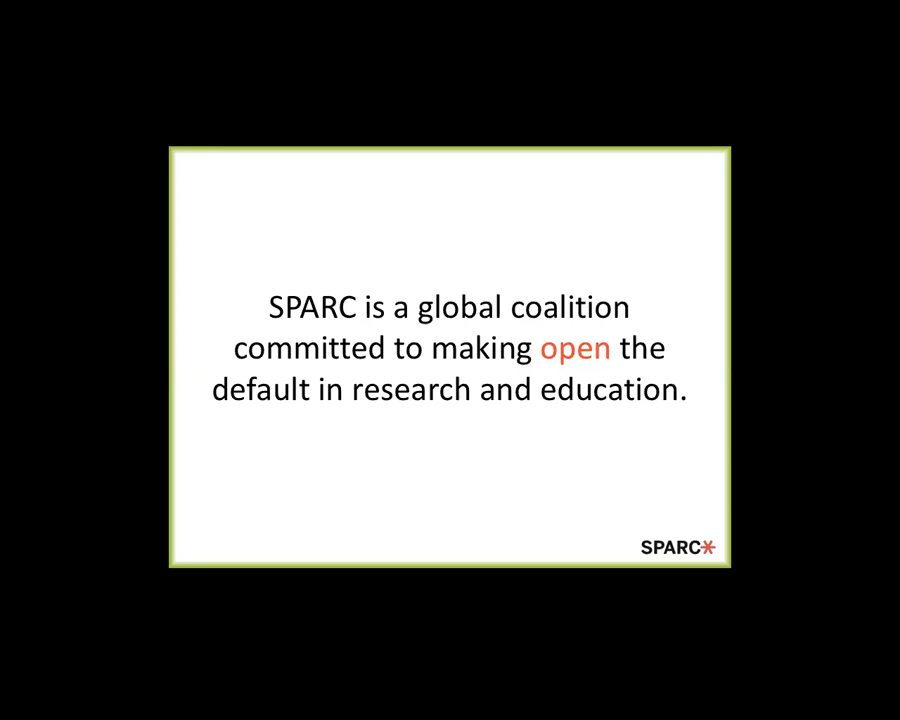 SPARC is a global coalition
committed to making open the
default in research and education.
SPARC